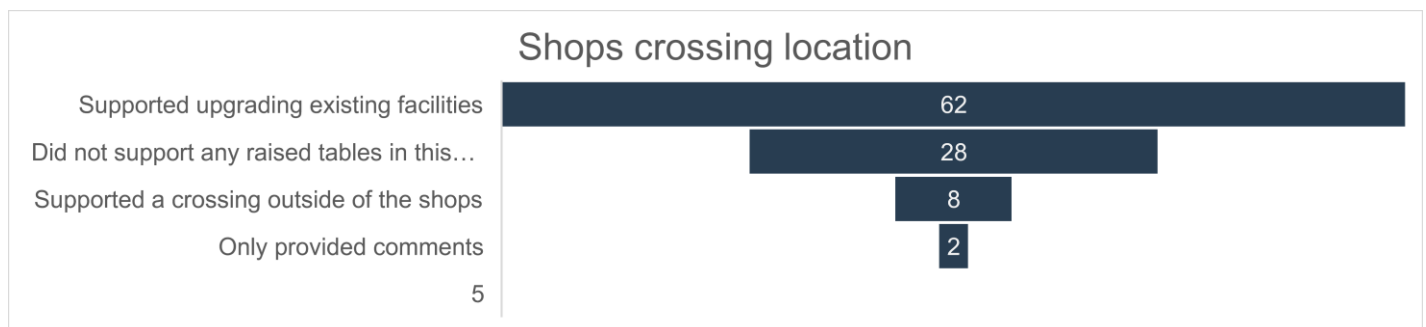 Shops crossing location
Supported upgrading existing facilities 62
Did not support any raised tables in this… 28
Supported a crossing outside of the shops 8
Only provided comments 2
5